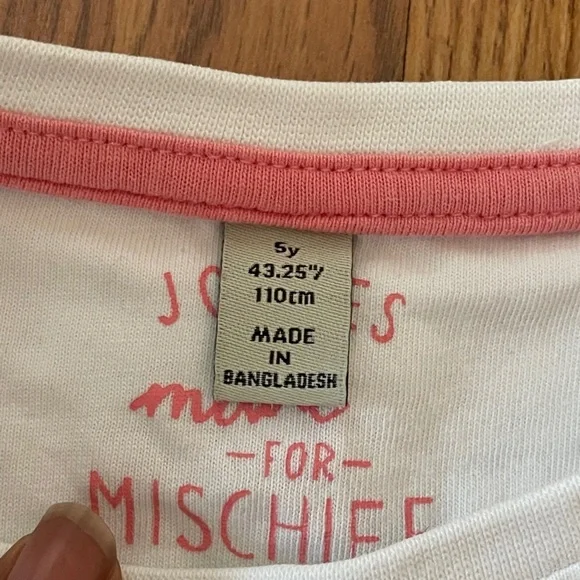 5y
43.25"/
110cm
MADE
IN
BANGLADESH
-FOR-
MISCHIEF